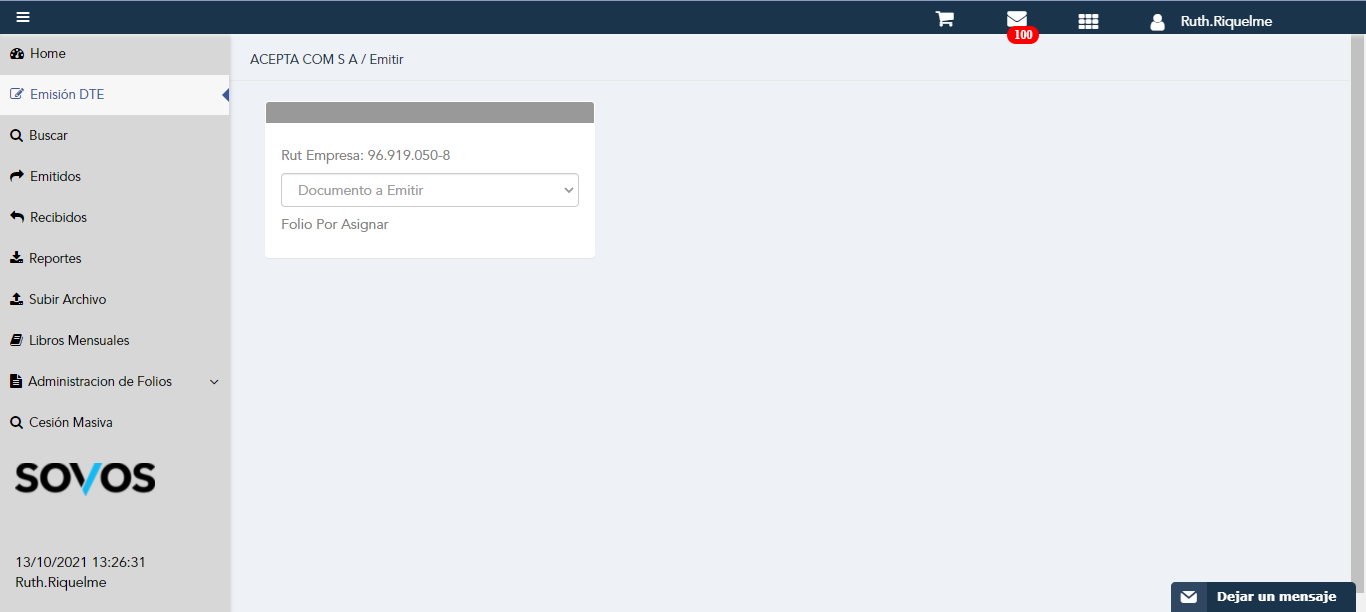 Ruth.Riquelme
100
Home
ACEPTA COM S A / Emitir
Emisión DTE
Buscar
Emitidos
Recibidos
Reportes
Subir Archivo
Libros Mensuales
Administracion de Folios
Cesión Masiva
Rut Empresa: 96.919.050-8
Documento a Emitir
Folio Por Asignar
SOVOS
13/10/2021 13:26:31
Ruth.Riquelme
Dejar un mensaje